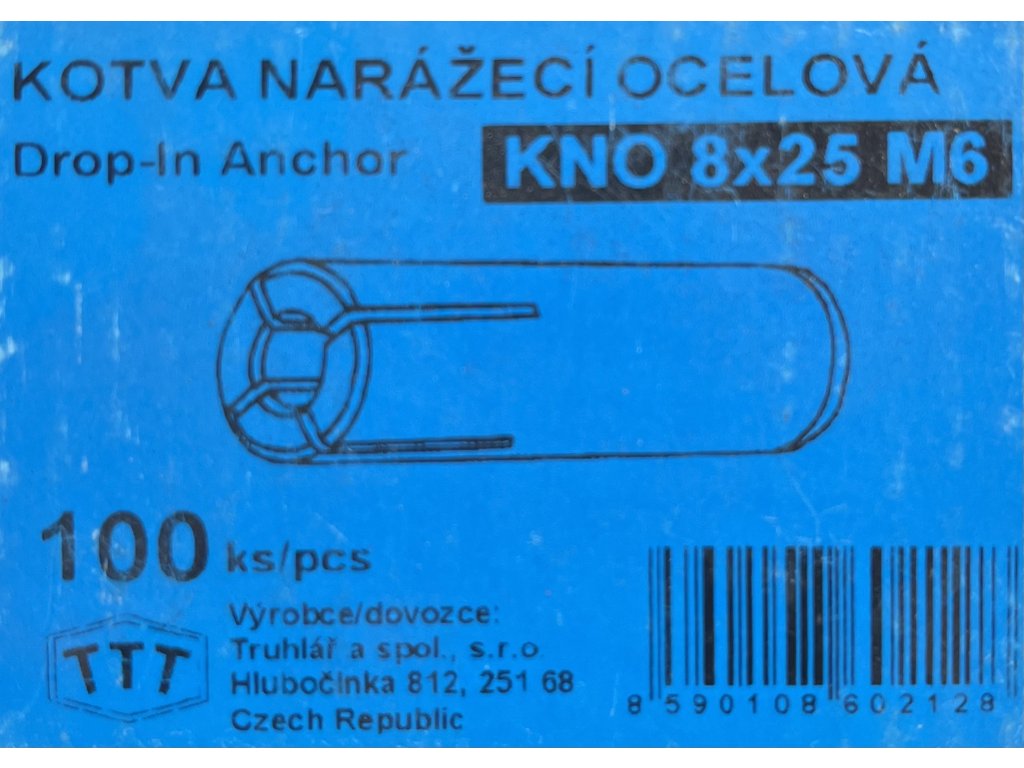 KOTVA NARÁŽECÍ OCELOVÁ
Drop-In Anchor
KNO 8x25 M6
100 ks/pcs
TTT
Výrobce/dovozce:
Truhlář a spol., s.r.o
Hlubočinka 812, 251 68
Czech Republic
8 590108 602128